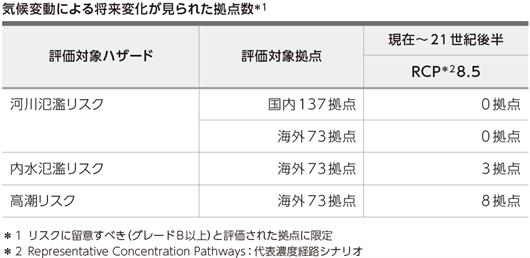 気候変動による将来変化が見られた拠点数＊1
評価対象ハザード 評価対象拠点 現在～21世紀後半
RCP＊28.5
河川氾濫リスク 国内137拠点 0拠点
海外73拠点 0拠点
内水氾濫リスク 海外73拠点 3拠点
高潮リスク 海外73拠点 8拠点
＊1 リスクに留意すべき（グレードB以上）と評価された拠点に限定
＊2 Representative Concentration Pathways：代表濃度経路シナリオ